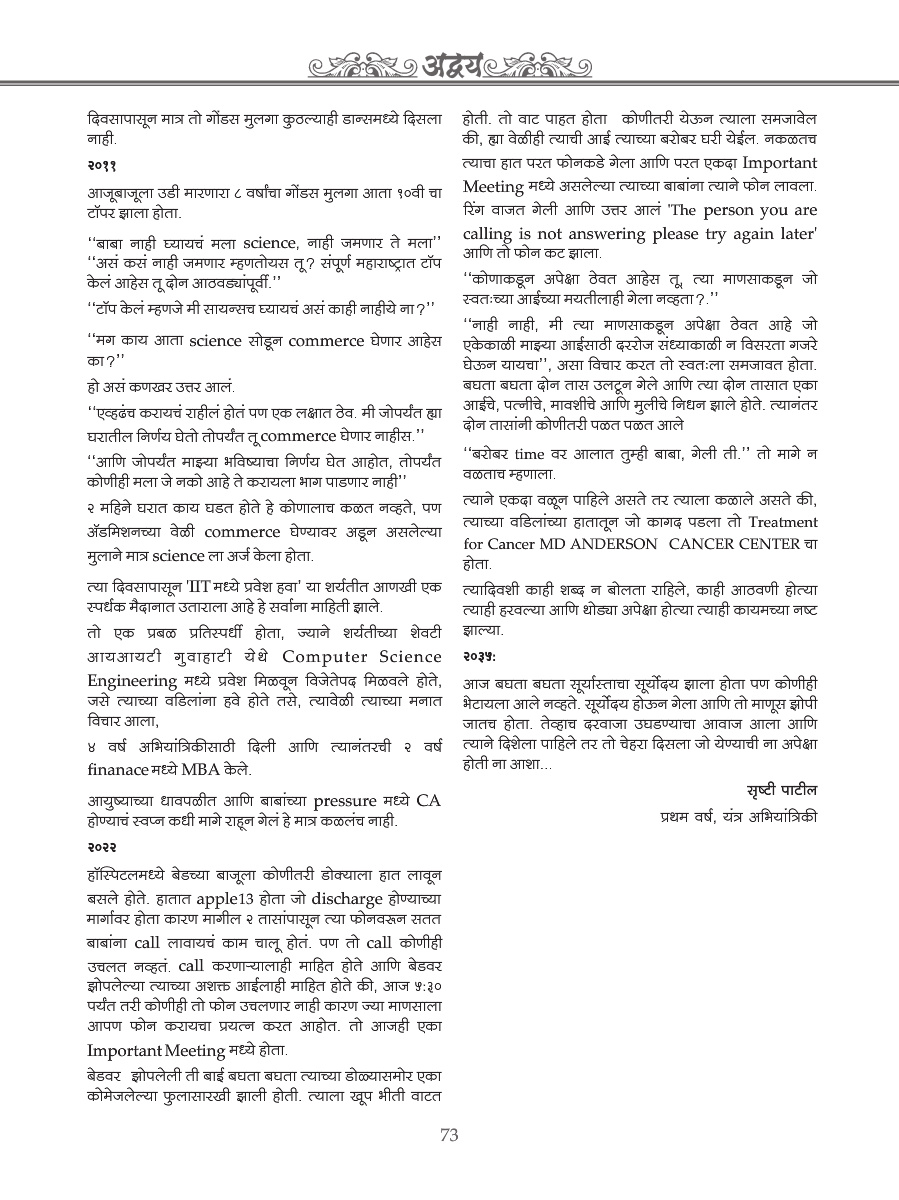 अद्वय
दिवसापासून मात्र तो गोंडस मुलगा कुठल्याही डान्समध्ये दिसला
नाही.
२०११
आजूबाजूला उडी मारणारा ८ वर्षांचा गोंडस मुलगा आता १०वी चा
टॉपर झाला होता.
‘‘बाबा नाही घ्यायचं मला science, नाही जमणार ते मला’’
‘‘असं कसं नाही जमणार म्हणतोयस तू? संपूर्ण महाराष्ट्रात टॉप
केलं आहेस तू दोन आठवड्यांपूर्वी.’’
‘‘टॉप केलं म्हणजे मी सायन्सच घ्यायचं असं काही नाहीये ना?’’
‘‘मग काय आता science सोडून commerce घेणार आहेस
का?’’
हो असं कणखर उत्तर आलं.
‘‘एव्हढंच करायचं राहीलं होतं पण एक लक्षात ठेव. मी जोपर्यंत ह्या
घरातील निर्णय घेतो तोपर्यंत तू commerce घेणार नाहीस.’’
‘‘आणि जोपर्यंत माझ्या भविष्याचा निर्णय घेत आहोत, तोपर्यंत
कोणीही मला जे नको आहे ते करायला भाग पाडणार नाही’’
२ महिने घरात काय घडत होते हे कोणालाच कळत नव्हते, पण
ॲडमिशनच्या वेळी commerce घेण्यावर अडून असलेल्या
मुलाने मात्र science ला अर्ज केला होता.
त्या दिवसापासून 'IIT मध्ये प्रवेश हवा’ या शर्यतीत आणखी एक
स्पर्धक मैदानात उताराला आहे हे सर्वाना माहिती झाले.
तो एक प्रबळ प्रतिस्पर्धी होता, ज्याने शर्यतीच्या शेवटी
आयआयटी गुवाहाटी येथे Computer Science
Engineering मध्ये प्रवेश मिळवून विजेतेपद मिळवले होते,
जसे त्याच्या वडिलांना हवे होते तसे, त्यावेळी त्याच्या मनात
विचार आला,
४ वर्ष अभियांत्रिकीसाठी दिली आणि त्यानंतरची २ वर्ष
finanace मध्ये MBA केले.
आयुष्याच्या धावपळीत आणि बाबांच्या pressure मध्ये CA
होण्याचं स्वप्न कधी मागे राहून गेलं हे मात्र कळलंच नाही.
२०२२
हॉस्पिटलमध्ये बेडच्या बाजूला कोणीतरी डोक्याला हात लावून
बसले होते. हातात apple13 होता जो discharge होण्याच्या
मार्गावर होता कारण मागील २ तासांपासून त्या फोनवरून सतत
बाबांना call लावायचं काम चालू होतं. पण तो call कोणीही
उचलत नव्हतं. call करणाऱ्यालाही माहित होते आणि बेडवर
झोपलेल्या त्याच्या अशक्त आईलाही माहित होते की, आज ५:३०
पर्यंत तरी कोणीही तो फोन उचलणार नाही कारण ज्या माणसाला
आपण फोन करायचा प्रयत्न करत आहोत. तो आजही एका
Important Meeting मध्ये होता.
बेडवर झोपलेली ती बाई बघता बघता त्याच्या डोळ्यासमोर एका
कोमेजलेल्या फुलासारखी झाली होती. त्याला खूप भीती वाटत
होती. तो वाट पाहत होता कोणीतरी येऊन त्याला समजावेल
की, ह्या वेळीही त्याची आई त्याच्या बरोबर घरी येईल. नकळतच
त्याचा हात परत फोनकडे गेला आणि परत एकदा Important
Meeting मध्ये असलेल्या त्याच्या बाबांना त्याने फोन लावला.
रिंग वाजत गेली आणि उत्तर आलं 'The person you are
calling is not answering please try again later'
आणि तो फोन कट झाला.
‘‘कोणाकडून अपेक्षा ठेवत आहेस तू, त्या माणसाकडून जो
स्वतःच्या आईच्या मयतीलाही गेला नव्हता?.’’
‘‘नाही नाही, मी त्या माणसाकडून अपेक्षा ठेवत आहे जो
एकेकाळी माझ्या आईसाठी दररोज संध्याकाळी न विसरता गजरे
घेऊन यायचा’’, असा विचार करत तो स्वतःला समजावत होता.
बघता बघता दोन तास उलटून गेले आणि त्या दोन तासात एका
आईचे, पत्नीचे, मावशीचे आणि मुलीचे निधन झाले होते. त्यानंतर
दोन तासांनी कोणीतरी पळत पळत आले
‘‘बरोबर time वर आलात तुम्ही बाबा, गेली ती.’’ तो मागे न
वळताच म्हणाला.
त्याने एकदा वळून पाहिले असते तर त्याला कळाले असते की,
त्याच्या वडिलांच्या हातातून जो कागद पडला तो Treatment
for Cancer MD ANDERSON CANCER CENTER चा
होता.
त्यादिवशी काही शब्द न बोलता राहिले, काही आठवणी होत्या
त्याही हरवल्या आणि थोड्या अपेक्षा होत्या त्याही कायमच्या नष्ट
झाल्या.
२०३५:
आज बघता बघता सूर्यास्ताचा सूर्योदय झाला होता पण कोणीही
भेटायला आले नव्हते. सूर्योदय होऊन गेला आणि तो माणूस झोपी
जातच होता. तेव्हाच दरवाजा उघडण्याचा आवाज आला आणि
त्याने दिशेला पाहिले तर तो चेहरा दिसला जो येण्याची ना अपेक्षा
होती ना आशा...
सृष्टी पाटील
प्रथम वर्ष, यंत्र अभियांत्रिकी
73